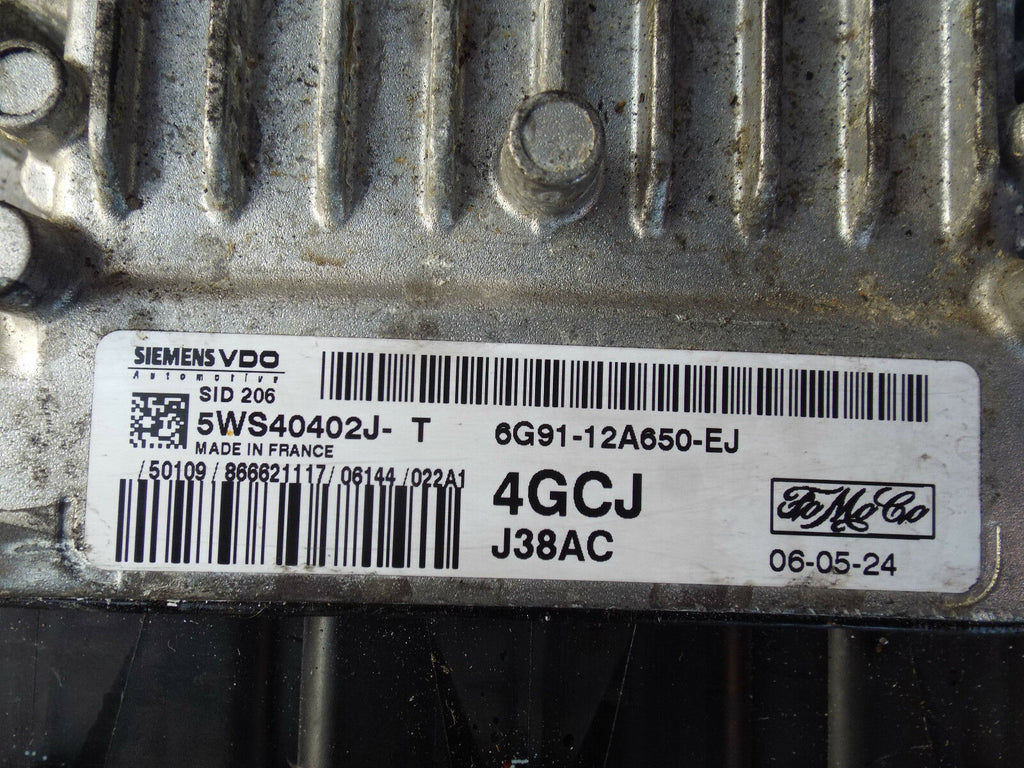 SIEMENS VDO
Automotive
SID 206
5WS40402J- T 6G91-12A650-EJ
MADE IN FRANCE
/50109/866621117/06144/022A1
4GCJ
FoMoCo
J38AC
06-05-24